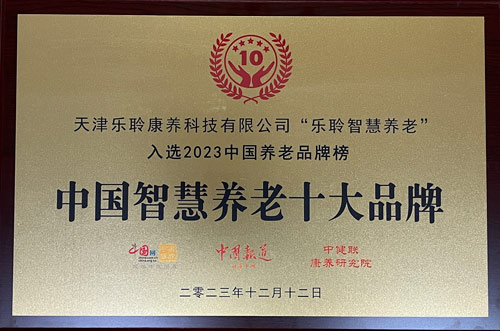 10
天津乐聆康养科技有限公司“乐聆智慧养老”
入选2023中国养老品牌榜
中国智慧养老十大品牌
中国网
中国报道
中健联
康养研究院
二零二三年十二月十二日